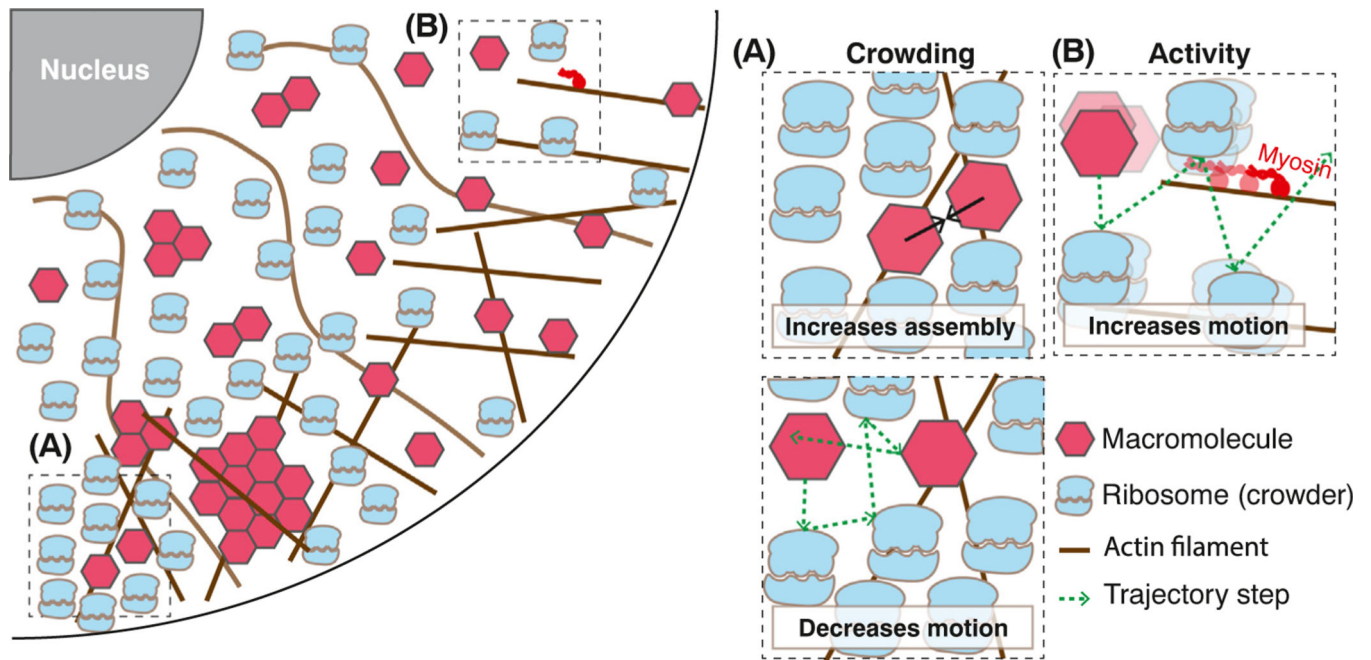 Nucleus
(B)
(A)
(A)
Crowding
Increases assembly
Decreases motion
(B)
Activity
Myosin
Increases motion
Macromolecule
Ribosome (crowder)
Actin filament
Trajectory step